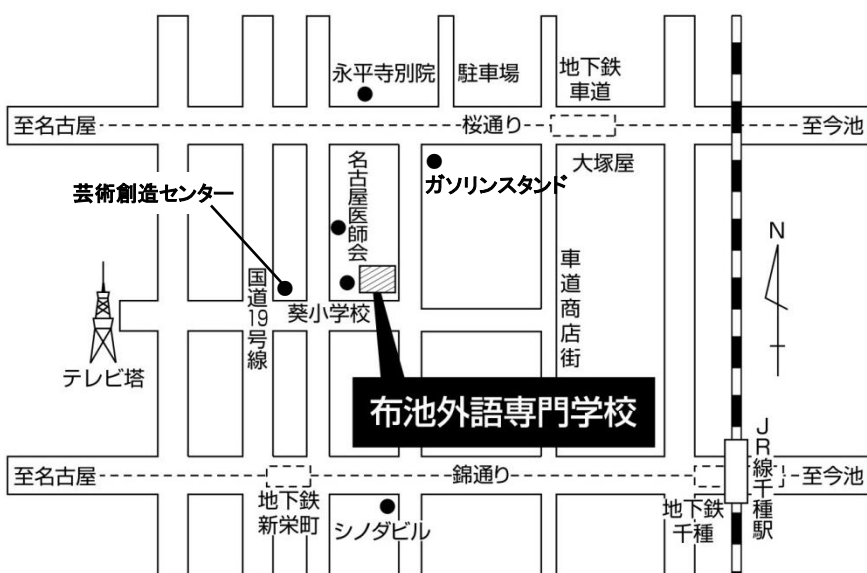 永平寺別院
駐車場
地下鉄
車道
至名古屋
桜通り
至今池
大塚屋
ガソリンスタンド
名古屋医師会
芸術創造センター
N
国道19号線
葵小学校
車道商店街
テレビ塔
布池外語専門学校
JR線千種駅
至名古屋
錦通り
至今池
地下鉄
新栄町
シノダビル
地下鉄
千種